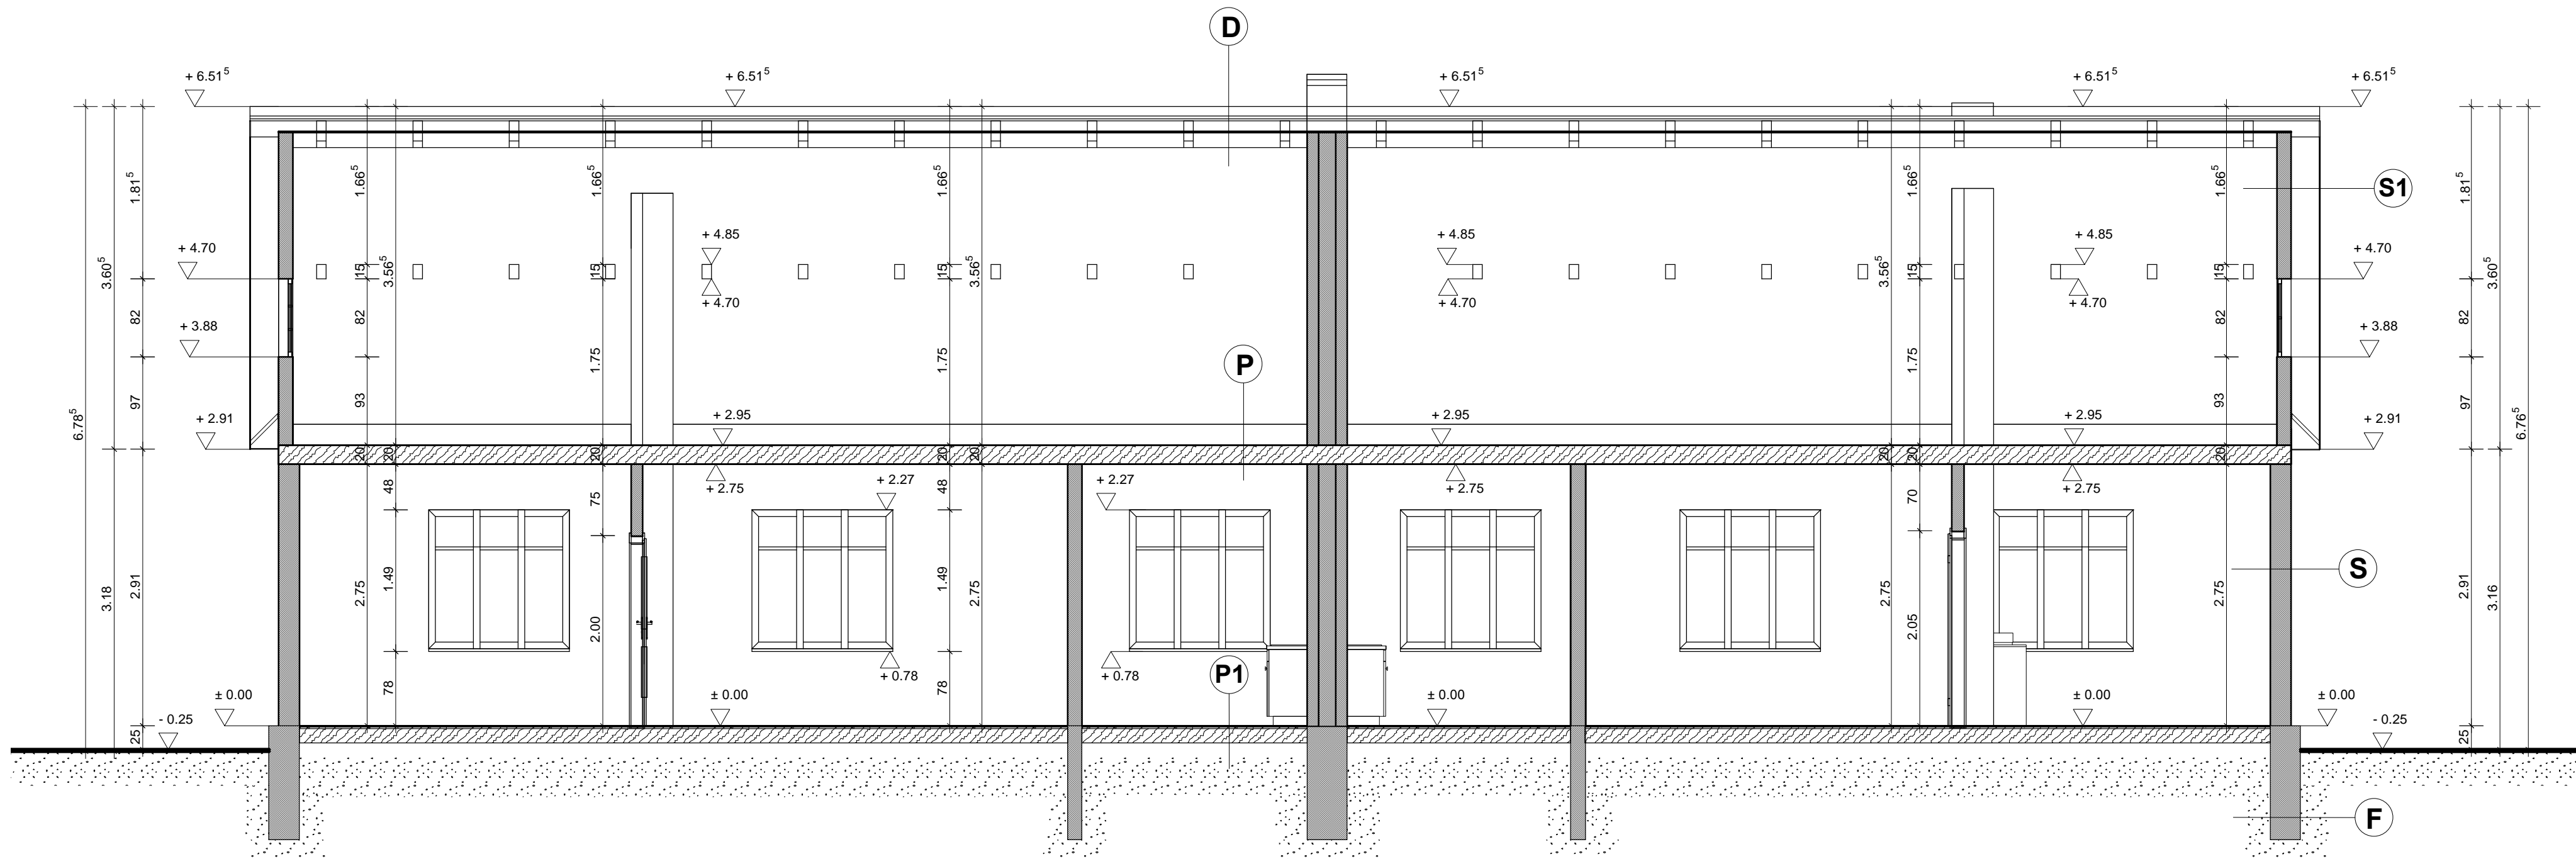 D
+ 6.51⁵ + 6.51⁵ + 6.51⁵ + 6.51⁵ + 6.51⁵
1.81⁵ 1.66⁵ 1.66⁵ 1.66⁵ 1.66⁵ 1.66⁵ S1 1.81⁵
+ 4.85 + 4.85 + 4.85
+ 4.70 + 4.70
3.60⁵ 15 3.56⁵ 15 15 3.56⁵ 3.56⁵ 15 15 3.60⁵
+ 4.70 + 4.70 + 4.70
82 82 82 82
+ 3.88 + 3.88
1.75 1.75 P 1.75
97 93 93 97
6.78⁵ 6.76⁵
+ 2.91 + 2.95 + 2.95 + 2.95 + 2.91
20 20 20 20 20 20 20 20
48 + 2.75 + 2.27 48 + 2.27 + 2.75 + 2.75
75 70
3.18 2.91 2.75 1.49 2.00 1.49 2.75 2.75 2.05 2.75 S 2.91 3.16
78 + 0.78 78 + 0.78 P1
± 0.00 ± 0.00 ± 0.00 ± 0.00 ± 0.00
- 0.25 - 0.25
25 25
F